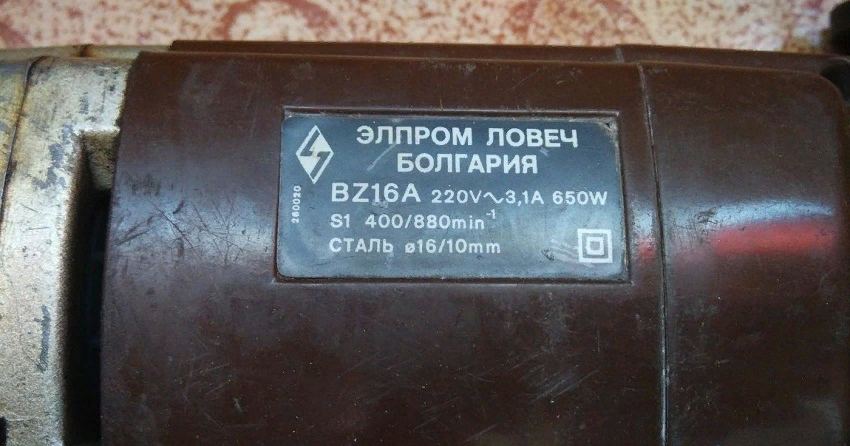 ЭЛПРОМ ЛОВЕЧ
БОЛГАРИЯ
BZ16A 220V~3,1A 650W
S1 400/880min⁻¹
СТАЛЬ ø16/10mm
260020